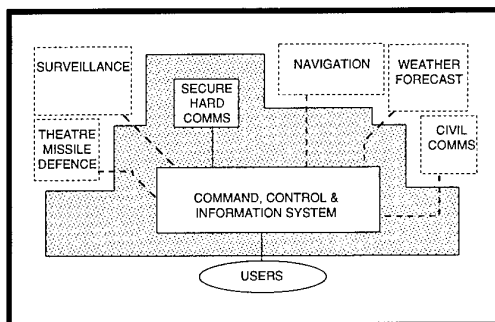 SURVEILLANCE
SECURE
HARD
COMMS
NAVIGATION
WEATHER
FORECAST
THEATRE
MISSILE
DEFENCE
CIVIL
COMMS
COMMAND, CONTROL &
INFORMATION SYSTEM
USERS